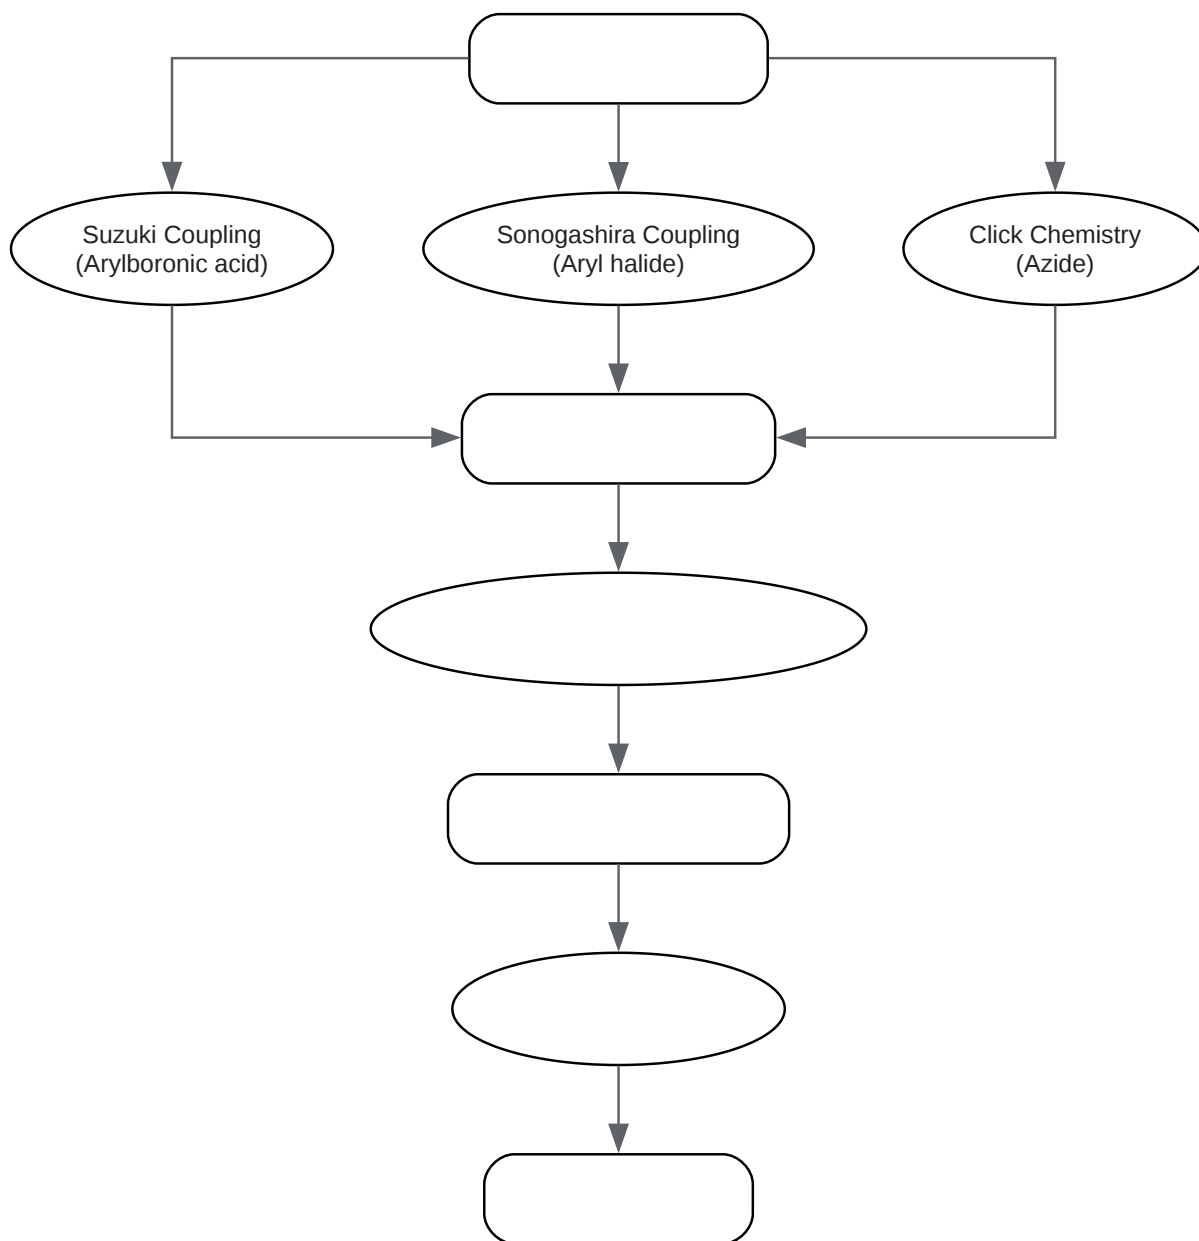 Suzuki Coupling
(Arylboronic acid)
Sonogashira Coupling
(Aryl halide)
Click Chemistry
(Azide)